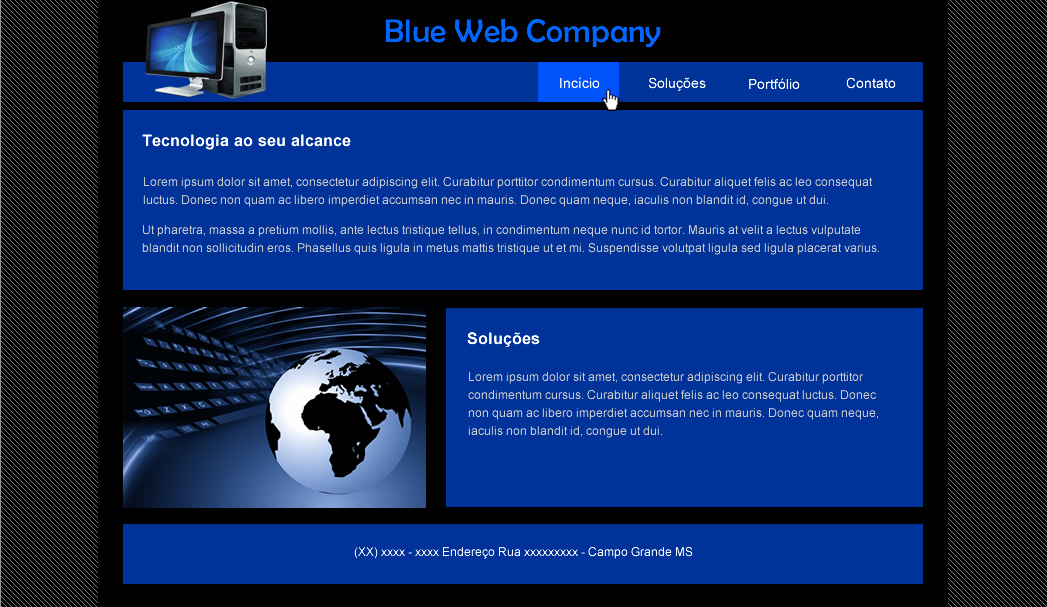 Blue Web Company
Incício
Soluções
Portfólio
Contato
Tecnologia ao seu alcance
Lorem ipsum dolor sit amet, consectetur adipiscing elit. Curabitur porttitor condimentum cursus. Curabitur aliquet felis ac leo consequat
luctus. Donec non quam ac libero imperdiet accumsan nec in mauris. Donec quam neque, iaculis non blandit id, congue ut dui.
Ut pharetra, massa a pretium mollis, ante lectus tristique tellus, in condimentum neque nunc id tortor. Mauris at velit a lectus vulputate
blandit non sollicitudin eros. Phasellus quis ligula in metus mattis tristique ut et mi. Suspendisse volutpat ligula sed ligula placerat varius.
Soluções
Lorem ipsum dolor sit amet, consectetur adipiscing elit. Curabitur porttitor
condimentum cursus. Curabitur aliquet felis ac leo consequat luctus. Donec
non quam ac libero imperdiet accumsan nec in mauris. Donec quam neque,
iaculis non blandit id, congue ut dui.
(XX) xxxx - xxxx Endereço Rua xxxxxxxxx - Campo Grande MS